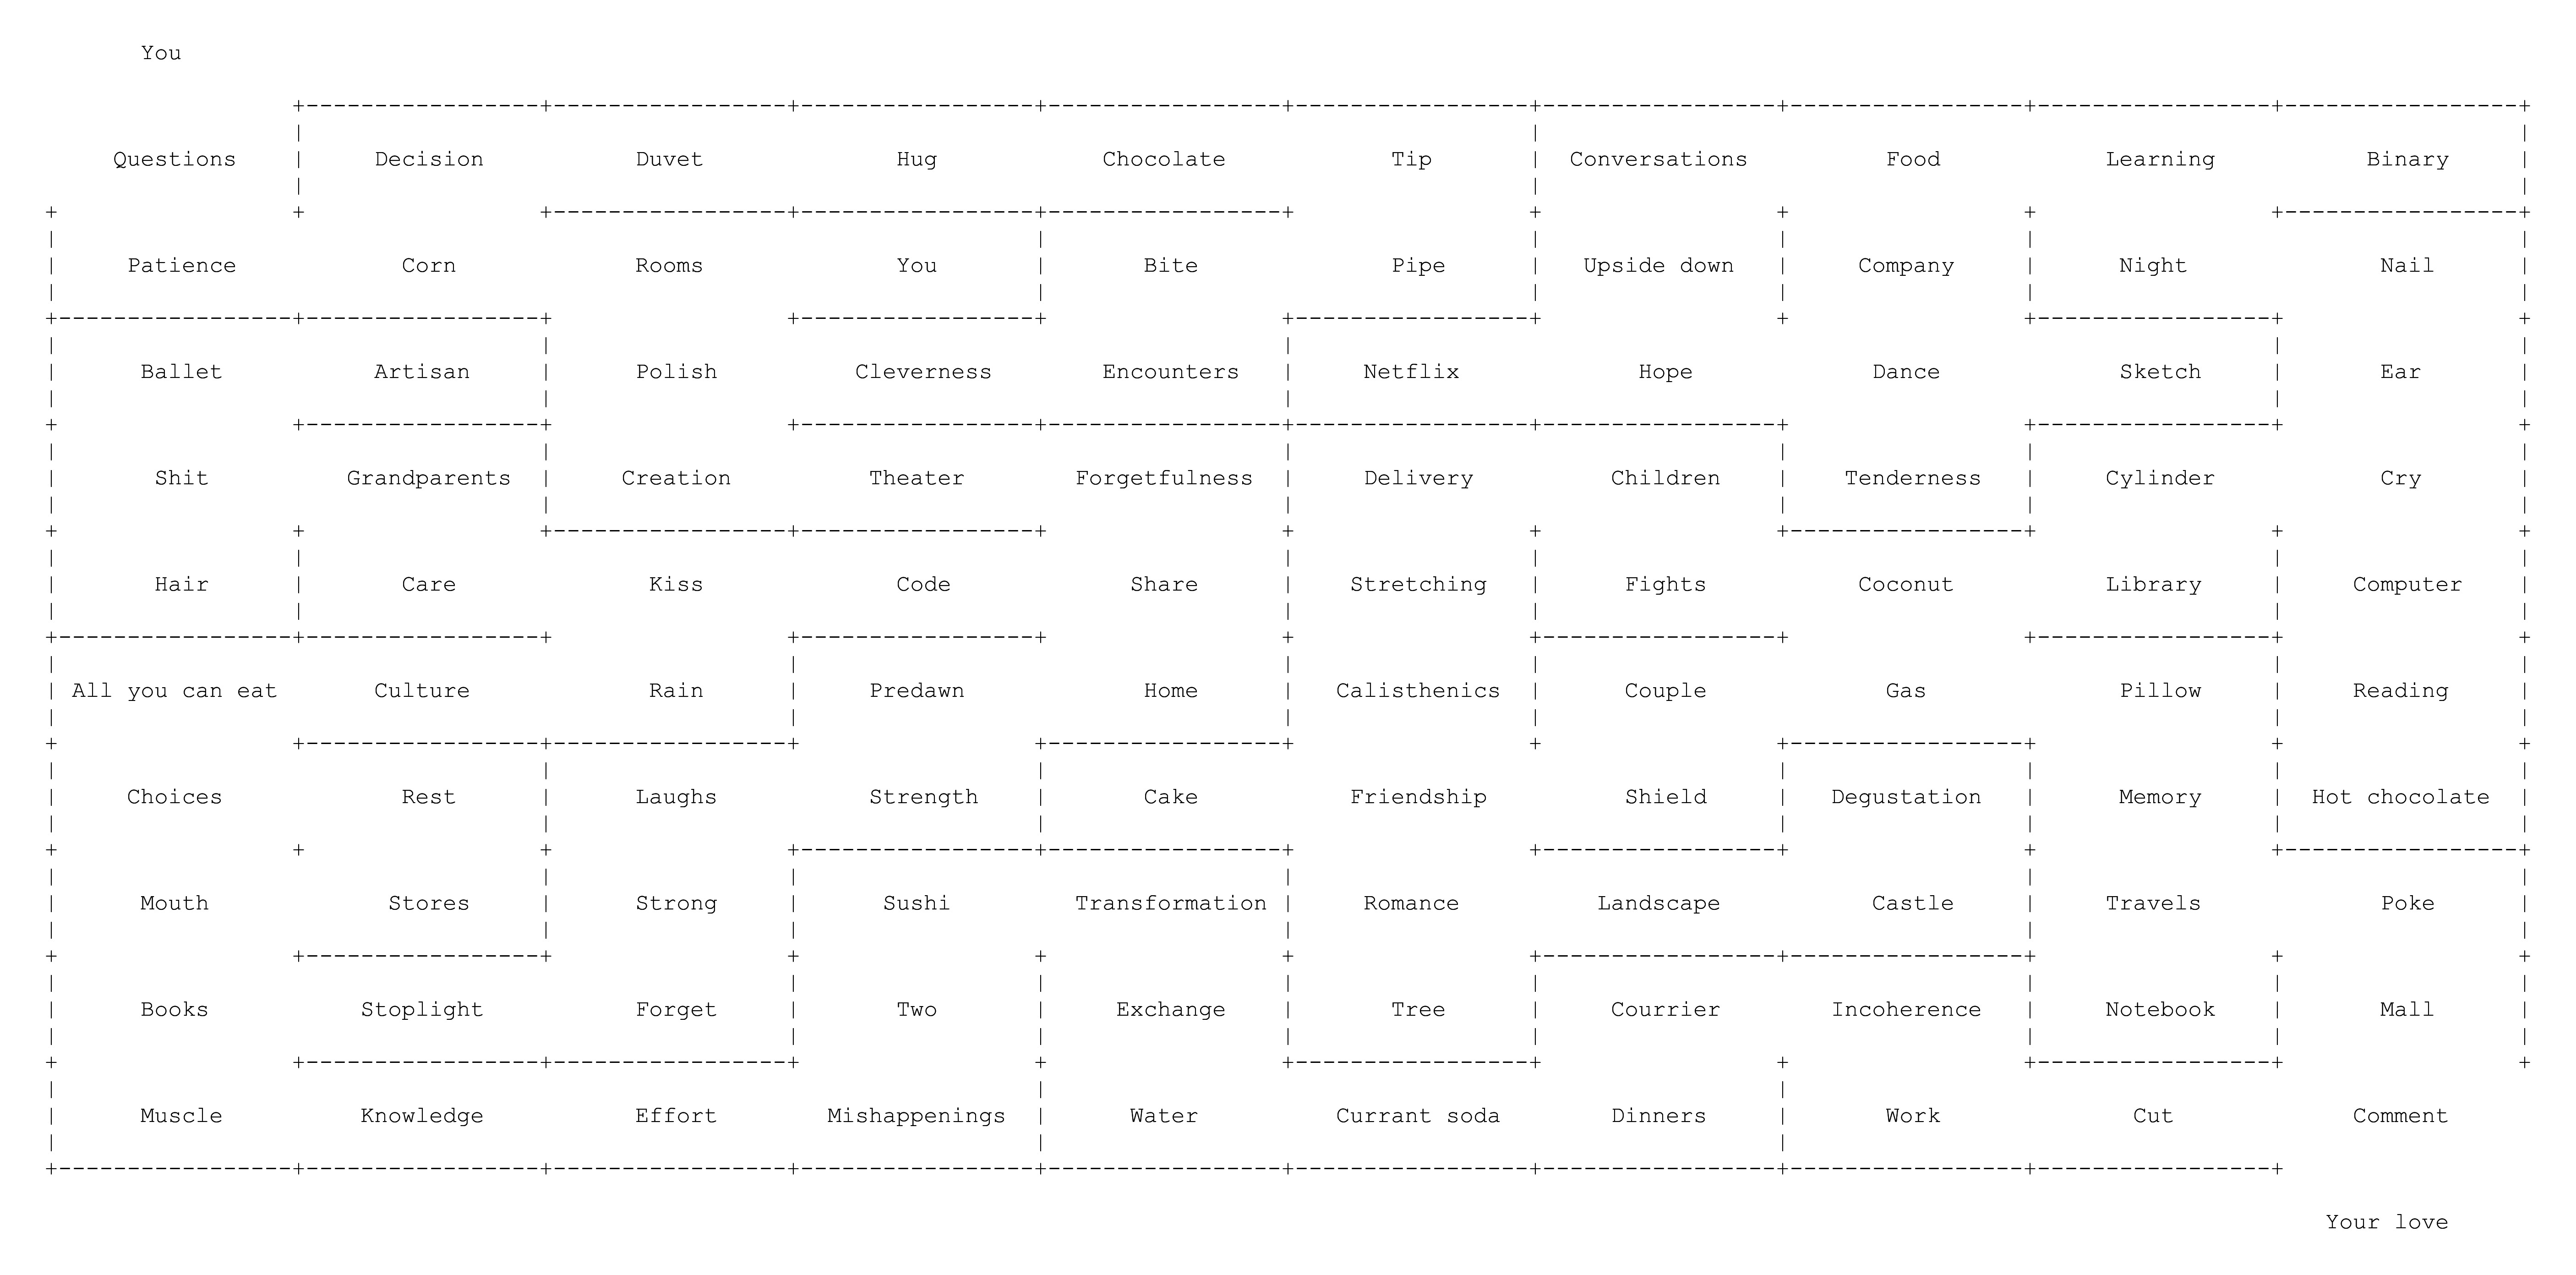 You
Questions Decision Duvet Hug Chocolate Tip Conversations Food Learning Binary
Patience Corn Rooms You Bite Pipe Upside down Company Night Nail
Ballet Artisan Polish Cleverness Encounters Netflix Hope Dance Sketch Ear
Shit Grandparents Creation Theater Forgetfulness Delivery Children Tenderness Cylinder Cry
Hair Care Kiss Code Share Stretching Fights Coconut Library Computer
All you can eat Culture Rain Predawn Home Calisthenics Couple Gas Pillow Reading
Choices Rest Laughs Strength Cake Friendship Shield Degustation Memory Hot chocolate
Mouth Stores Strong Sushi Transformation Romance Landscape Castle Travels Poke
Books Stoplight Forget Two Exchange Tree Courrier Incoherence Notebook Mall
Muscle Knowledge Effort Mishappenings Water Currant soda Dinners Work Cut Comment
Your love